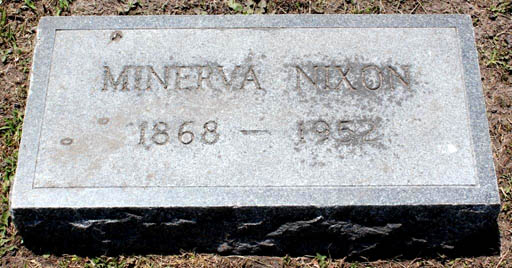 MINERVA NIXON
1868 — 1952